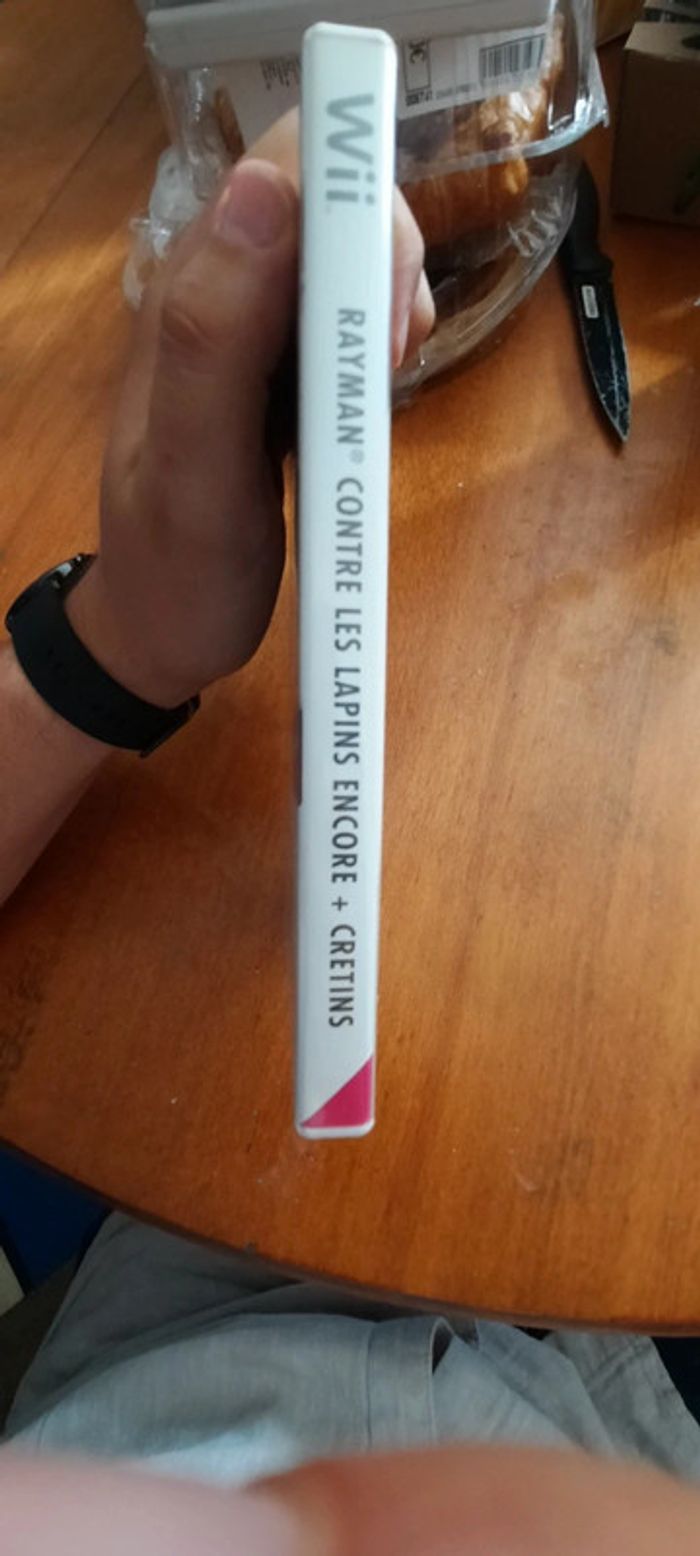 Wii
RAYMAN® CONTRE LES LAPINS ENCORE + CRETINS